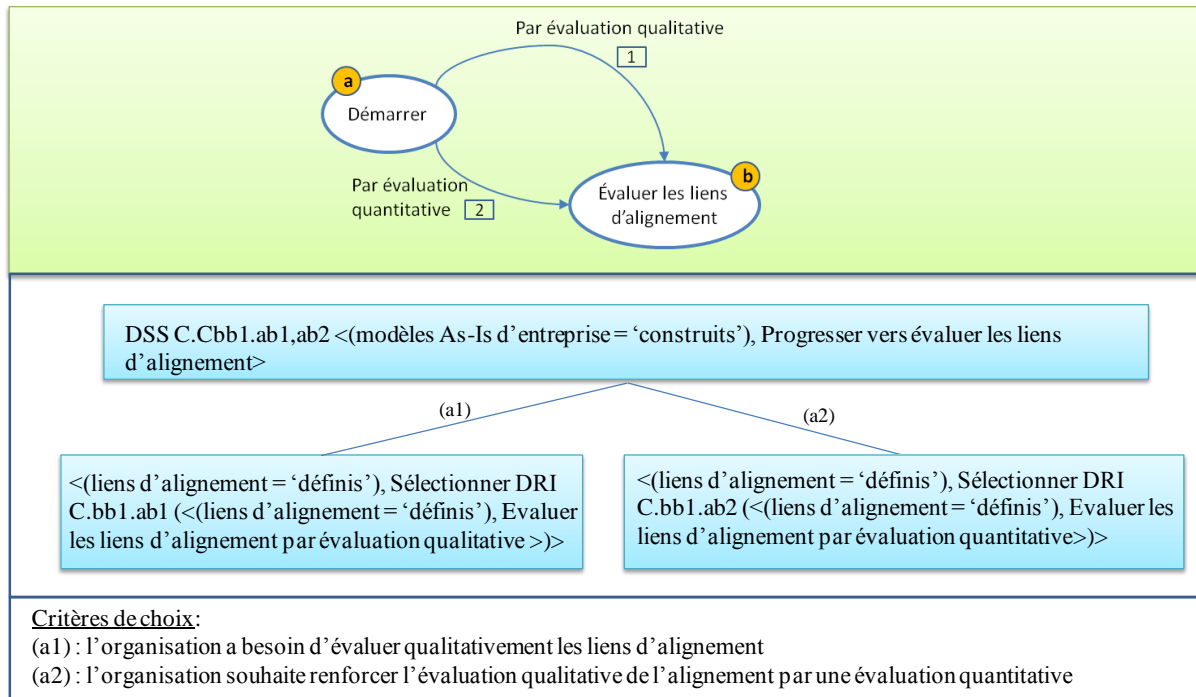 Par évaluation qualitative
1
a
Démarrer
Par évaluation
quantitative 2
b
Évaluer les liens
d'alignement
DSS C.Cbb1.ab1,ab2 <(modèles As-Is d'entreprise = ‘construits’), Progresser vers évaluer les liens
d'alignement>
(a1)
(a2)
<(liens d'alignement = ‘définis’), Sélectionner DRI
C.bb1.ab1 (<(liens d'alignement = ‘définis’), Evaluer
les liens d'alignement par évaluation qualitative >)>
<(liens d'alignement = ‘définis’), Sélectionner DRI
C.bb1.ab2 (<(liens d'alignement = ‘définis’), Evaluer les
liens d'alignement par évaluation quantitative>)>
Critères de choix:
(a1) : l'organisation a besoin d'évaluer qualitativement les liens d'alignement
(a2) : l'organisation souhaite renforcer l'évaluation qualitative de l'alignement par une évaluation quantitative